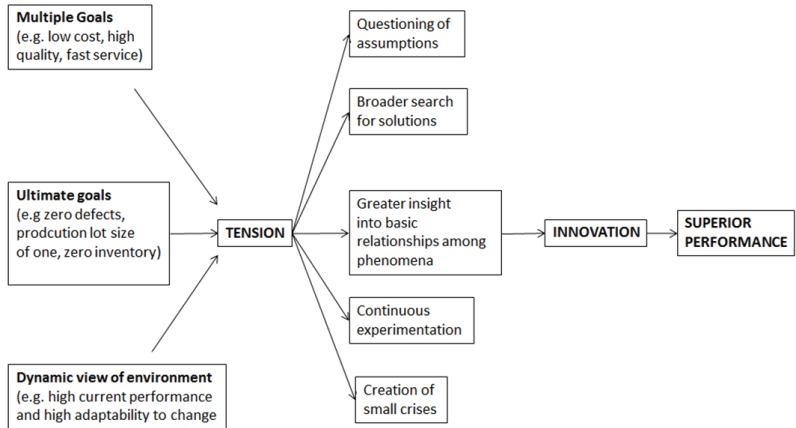 Multiple Goals
(e.g. low cost, high
quality, fast service)
Ultimate goals
(e.g zero defects,
prodcution lot size
of one, zero inventory)
Dynamic view of environment
(e.g. high current performance
and high adaptability to change
TENSION
Questioning of
assumptions
Broader search
for solutions
Greater insight
into basic
relationships among
phenomena
Continuous
experimentation
Creation of
small crises
INNOVATION
SUPERIOR
PERFORMANCE